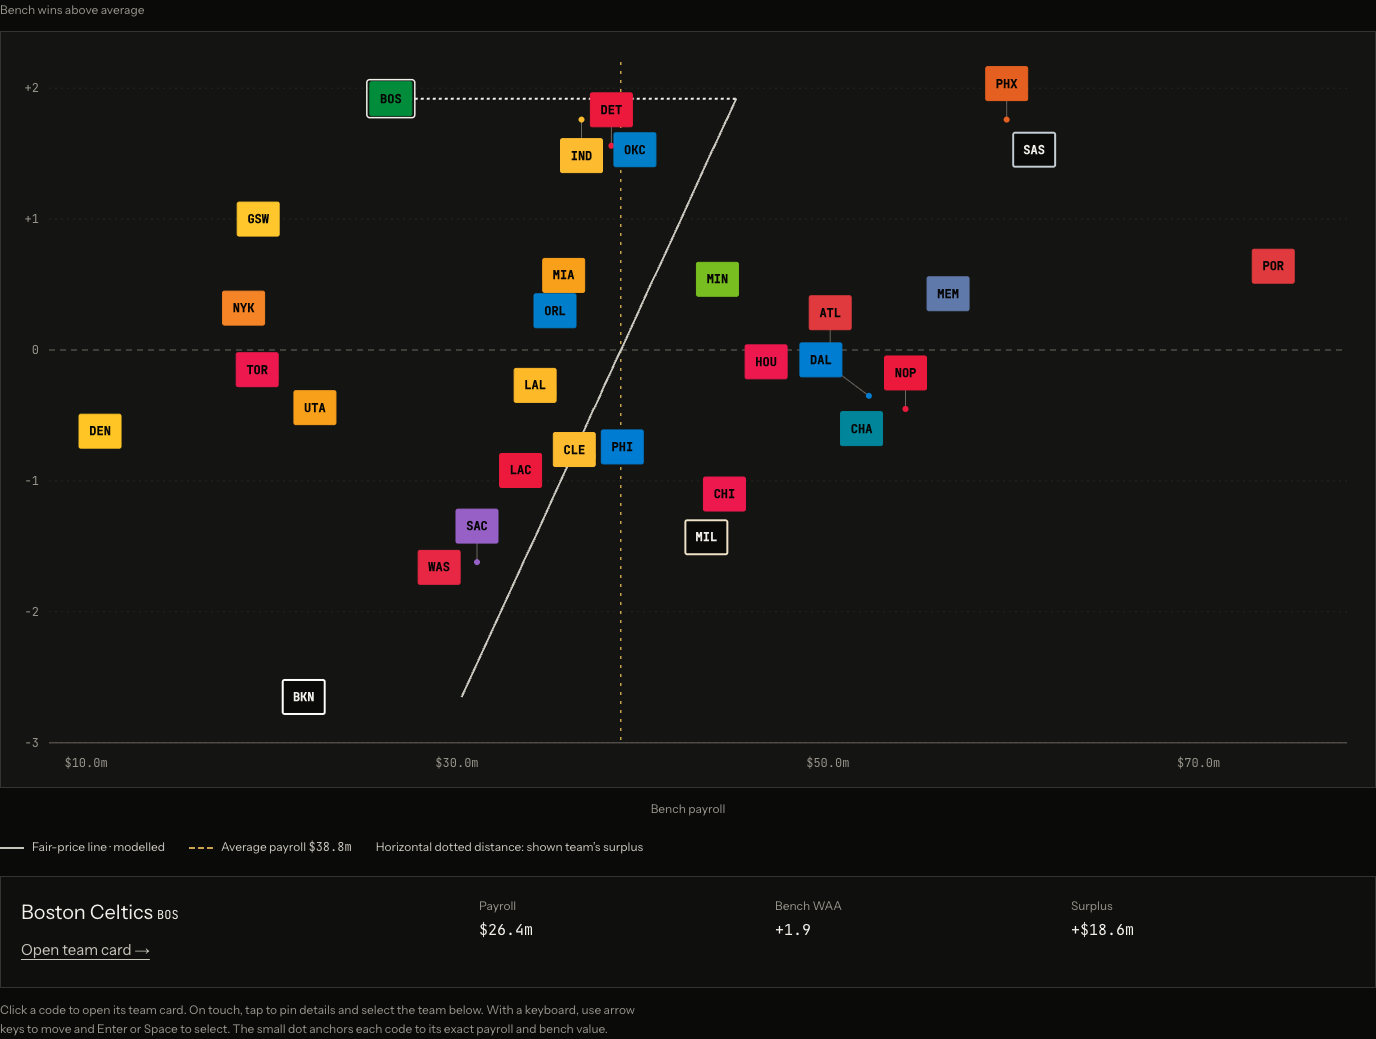 Bench wins above average
+2
BOS
DET
PHX
IND
OKC
SAS
+1
GSW
MIA
MIN
POR
NYK
ORL
ATL
MEM
0
TOR
LAL
HOU
DAL
NOP
DEN
UTA
CLE
PHI
CHA
-1
LAC
CHI
SAC
MIL
WAS
-2
BKN
-3
$10.0m
$30.0m
$50.0m
$70.0m
Bench payroll
Fair-price line · modelled
Average payroll $38.8m
Horizontal dotted distance: shown team's surplus
Boston Celtics BOS
Open team card →
Payroll
$26.4m
Bench WAA
+1.9
Surplus
+$18.6m
Click a code to open its team card. On touch, tap to pin details and select the team below. With a keyboard, use arrow
keys to move and Enter or Space to select. The small dot anchors each code to its exact payroll and bench value.